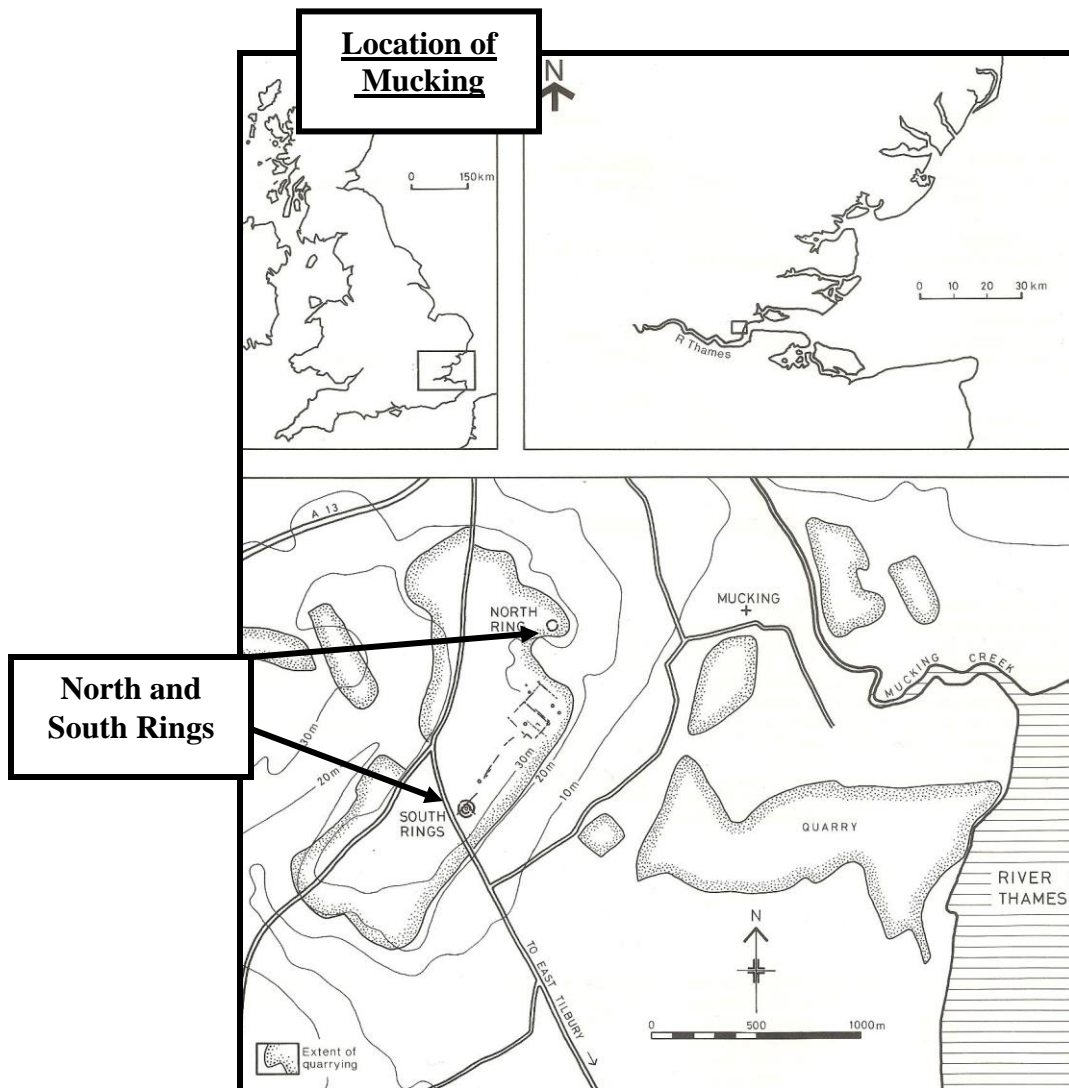 Location of
Mucking
N
0 150km
0 10 20 30 km
R Thames
A 13
NORTH
RING
MUCKING
MUCKING CREEK
North and
South Rings
30m
20m
30m
20m
10m
SOUTH
RINGS
QUARRY
RIVER
THAMES
N
TO EAST TILBURY
0 500 1000m
Extent of
quarrying